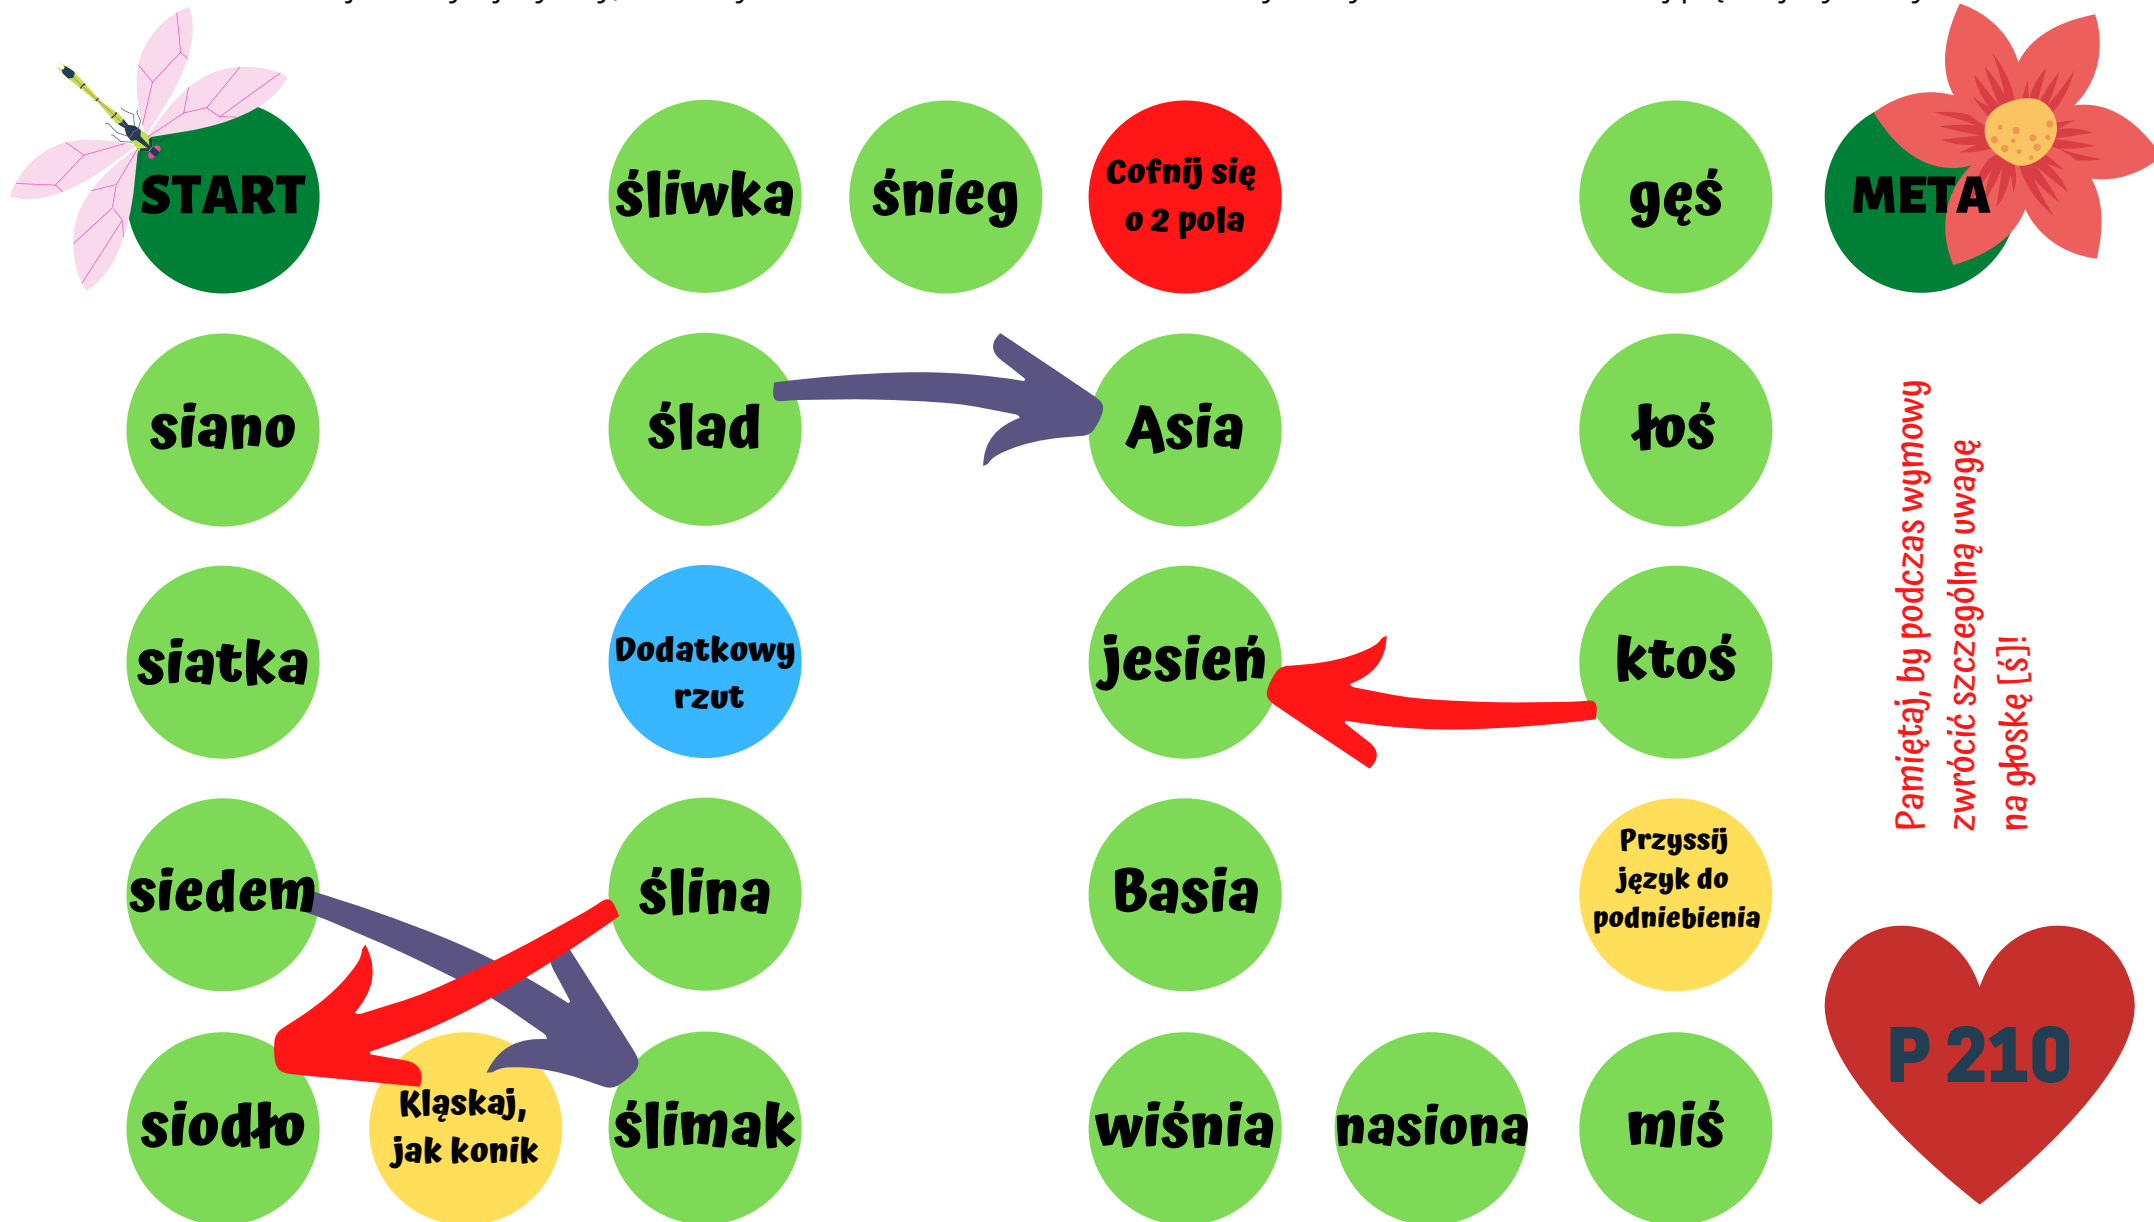 START
śliwka
śnieg
Cofnij się
o 2 pola
gęś
META
siano
ślad
Asia
łoś
siatka
Dodatkowy
rzut
jesień
ktoś
siedem
ślina
Basia
Przyssij
język do
podniebienia
siodło
Kląskaj,
jak konik
ślimak
wiśnia
nasiona
miś
Pamiętaj, by podczas wymowy
zwrócić szczególną uwagę
na głoskę [ś]!
P 210